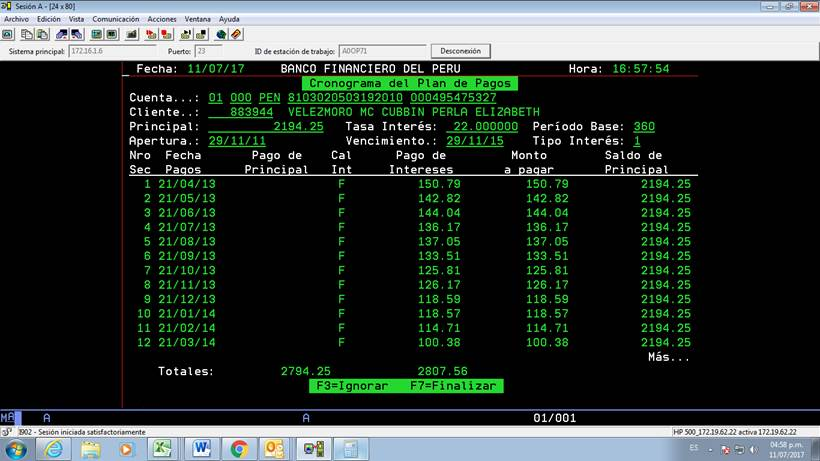 Sesión A - [24 x 80]
Archivo Edición Vista Comunicación Acciones Ventana Ayuda
Sistema principal: 172.16.1.6 Puerto: 23 ID de estación de trabajo: A0OP71 Desconexión
Fecha: 11/07/17 BANCO FINANCIERO DEL PERU Hora: 16:57:54
Cronograma del Plan de Pagos
Cuenta...: 01 000 PEN 8103020503192010 000495475327
Cliente..: 883944 VELEZMORO MC CUBBIN PERLA ELIZABETH
Principal: 2194.25 Tasa Interés: 22.000000 Período Base: 360
Apertura.: 29/11/11 Vencimiento.: 29/11/15 Tipo Interés: 1
Nro Fecha Pago de Cal Pago de Monto Saldo de
Sec Pagos Principal Int Intereses a pagar Principal
1 21/04/13 F 150.79 150.79 2194.25
2 21/05/13 F 142.82 142.82 2194.25
3 21/06/13 F 144.04 144.04 2194.25
4 21/07/13 F 136.17 136.17 2194.25
5 21/08/13 F 137.05 137.05 2194.25
6 21/09/13 F 133.51 133.51 2194.25
7 21/10/13 F 125.81 125.81 2194.25
8 21/11/13 F 126.17 126.17 2194.25
9 21/12/13 F 118.59 118.59 2194.25
10 21/01/14 F 118.57 118.57 2194.25
11 21/02/14 F 114.71 114.71 2194.25
12 21/03/14 F 100.38 100.38 2194.25
Más...
Totales: 2794.25 2807.56
F3=Ignorar F7=Finalizar
MA A A 01/001
I902 - Sesión iniciada satisfactoriamente HP 500_172.19.62.22 activa 172.19.62.22
ES 04:58 p.m.
11/07/2017